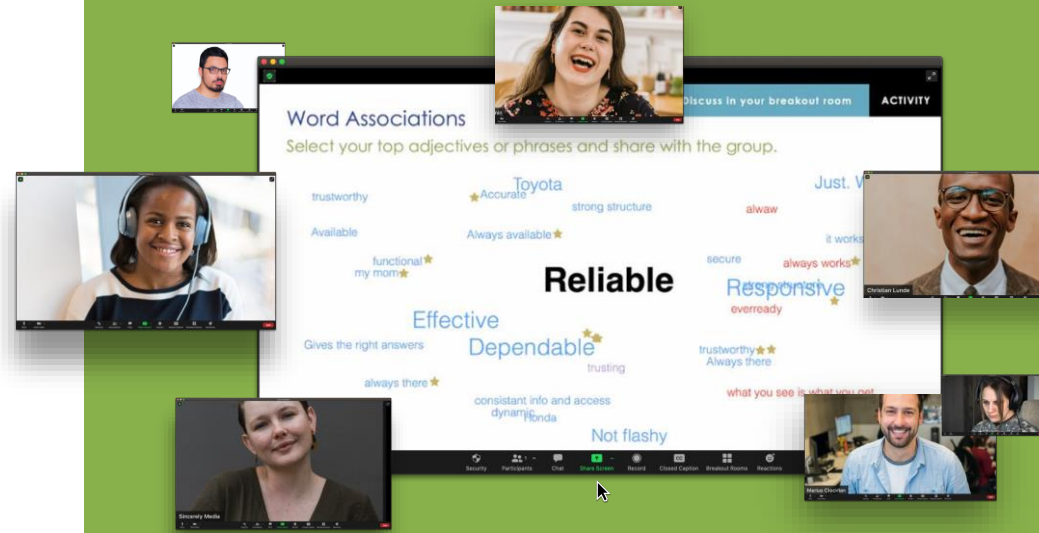 Discuss in your breakout room
ACTIVITY
Word Associations
Select your top adjectives or phrases and share with the group.
Toyota
Just. W
trustworthy
Accurate
strong structure
alwaw
Available
Always available
it works
functional
my mom
secure
always works
Reliable
Responsive
everready
Effective
Gives the right answers
Dependable
trustworthy
Always there
trusting
always there
what you see is what you get
consistant info and access
dynamic
Honda
Not flashy
Christian Lunde
Security
Participants
Chat
Share Screen
Record
Closed Caption
Breakout Rooms
Reactions
Sincerely Media